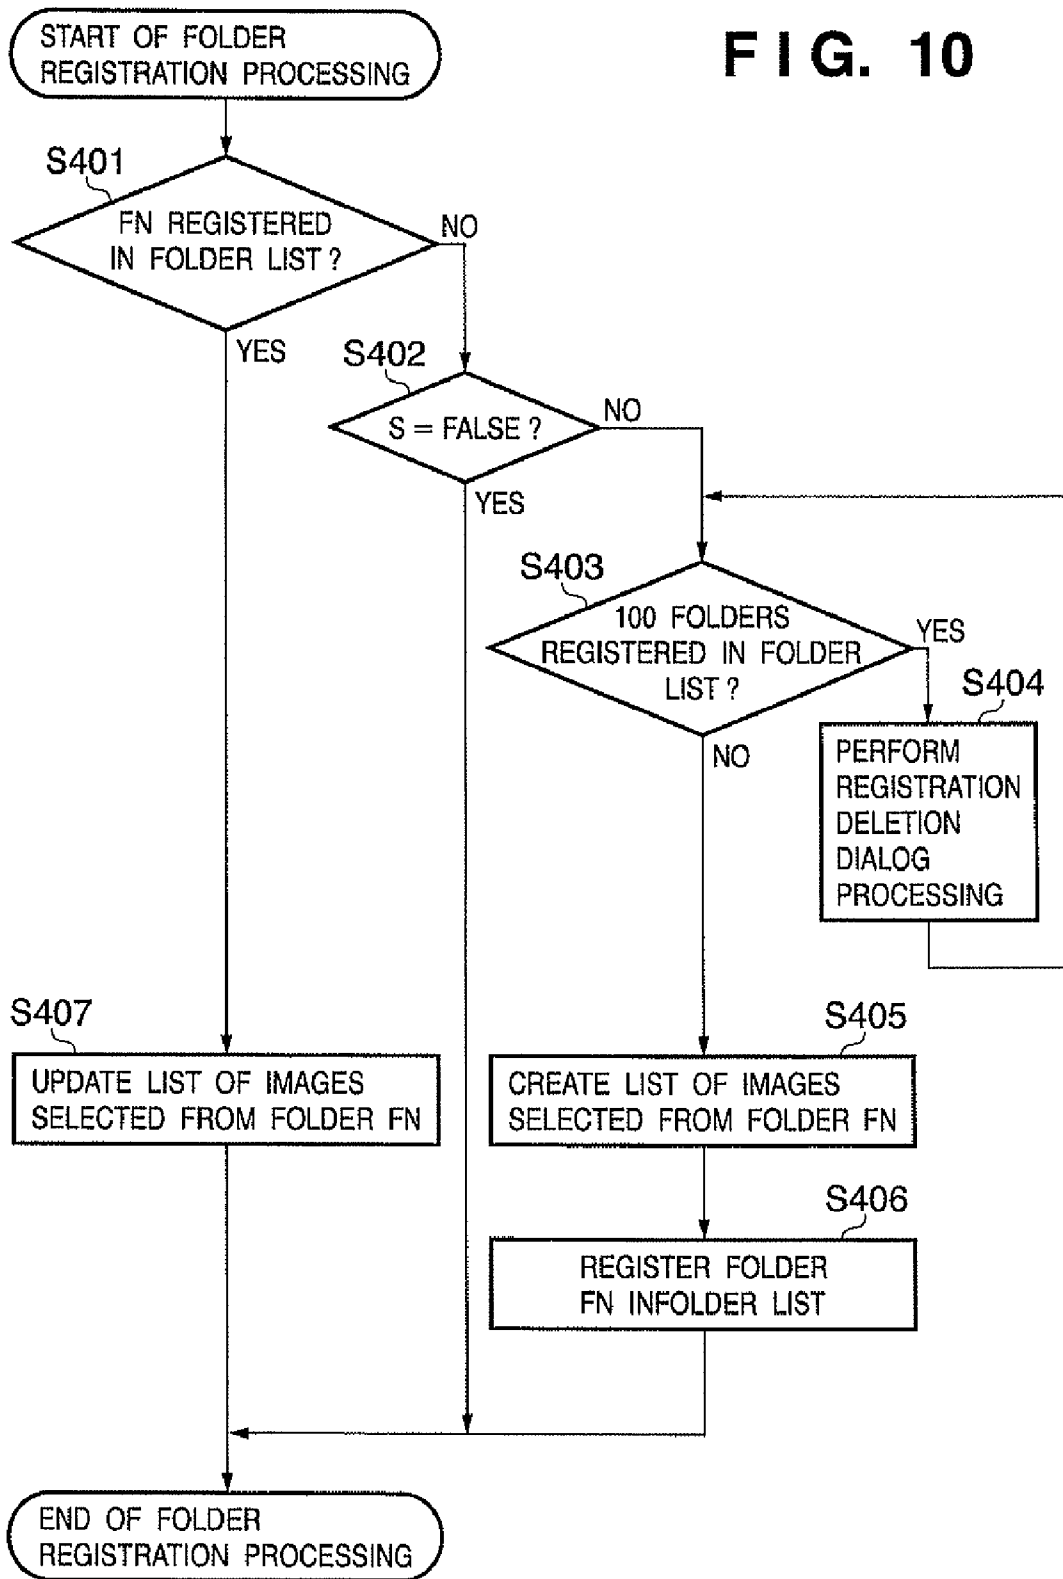 START OF FOLDER
REGISTRATION PROCESSING
FIG. 10
S401
FN REGISTERED
IN FOLDER LIST?
NO
YES
S402
S = FALSE?
NO
YES
S403
100 FOLDERS
REGISTERED IN FOLDER
LIST?
YES
NO
S404
PERFORM
REGISTRATION
DELETION
DIALOG
PROCESSING
S407
UPDATE LIST OF IMAGES
SELECTED FROM FOLDER FN
S405
CREATE LIST OF IMAGES
SELECTED FROM FOLDER FN
S406
REGISTER FOLDER
FN INFOLDER LIST
END OF FOLDER
REGISTRATION PROCESSING